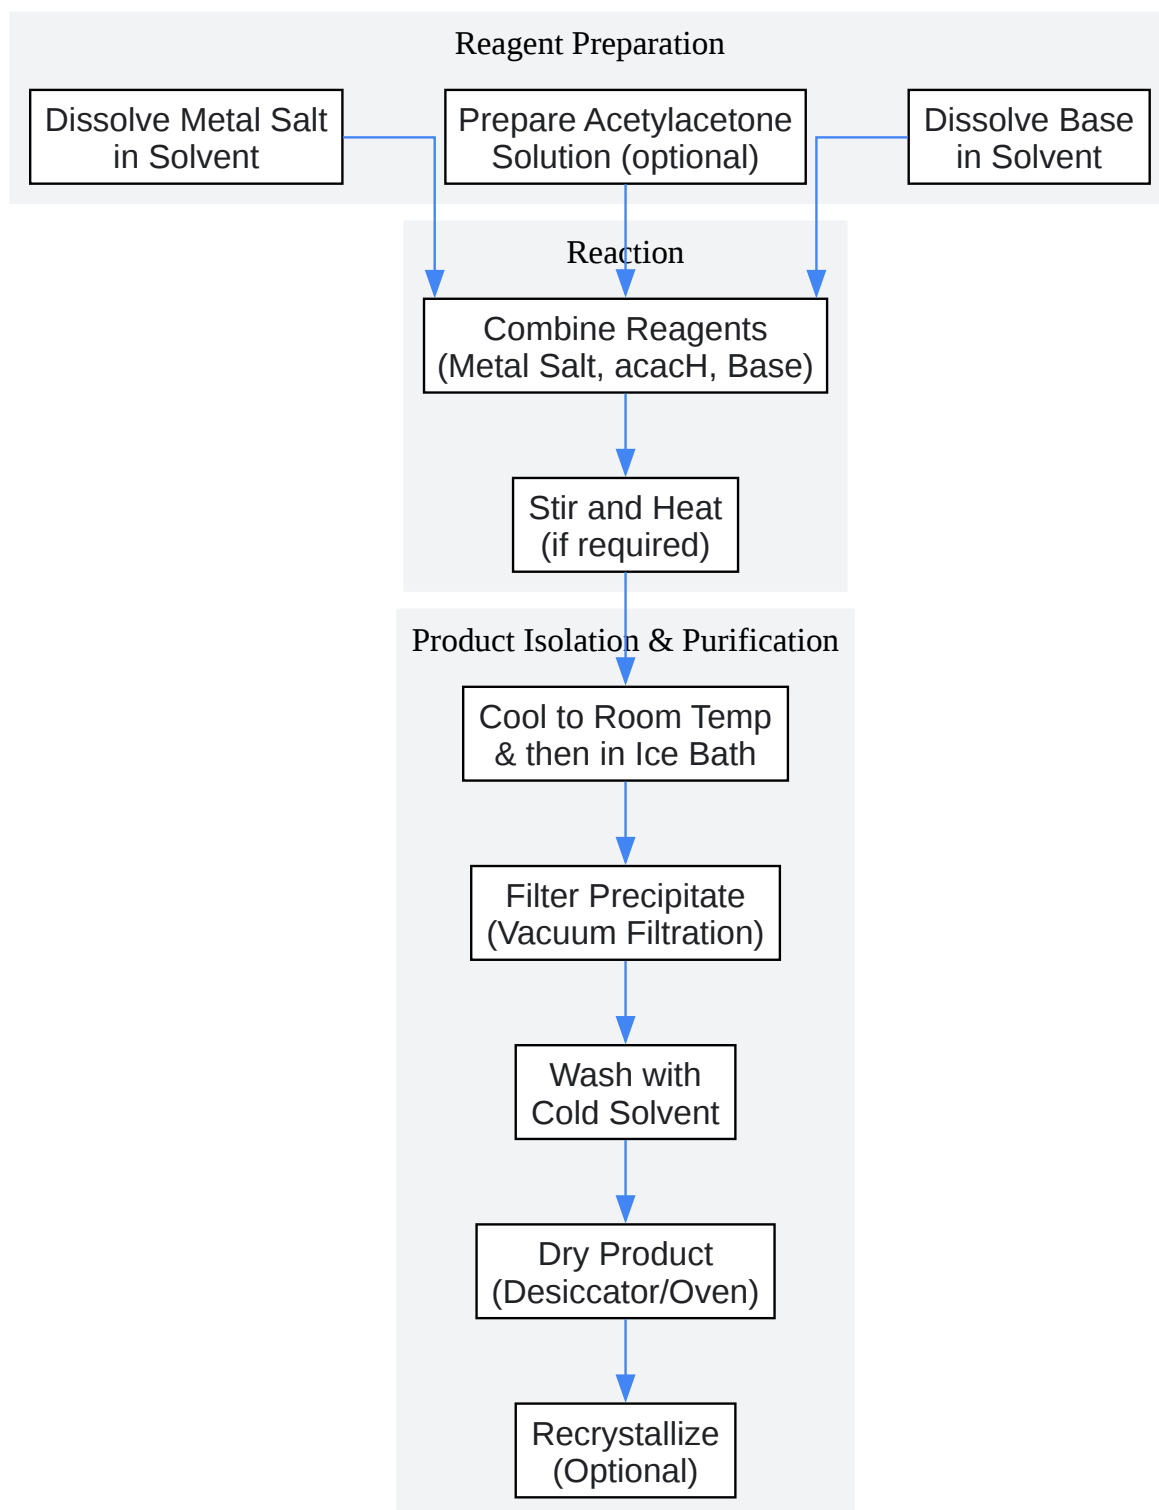 Reagent Preparation
Dissolve Metal Salt
in Solvent
Prepare Acetylacetone
Solution (optional)
Dissolve Base
in Solvent
Reaction
Combine Reagents
(Metal Salt, acacH, Base)
Stir and Heat
(if required)
Product Isolation & Purification
Cool to Room Temp
& then in Ice Bath
Filter Precipitate
(Vacuum Filtration)
Wash with
Cold Solvent
Dry Product
(Desiccator/Oven)
Recrystallize
(Optional)